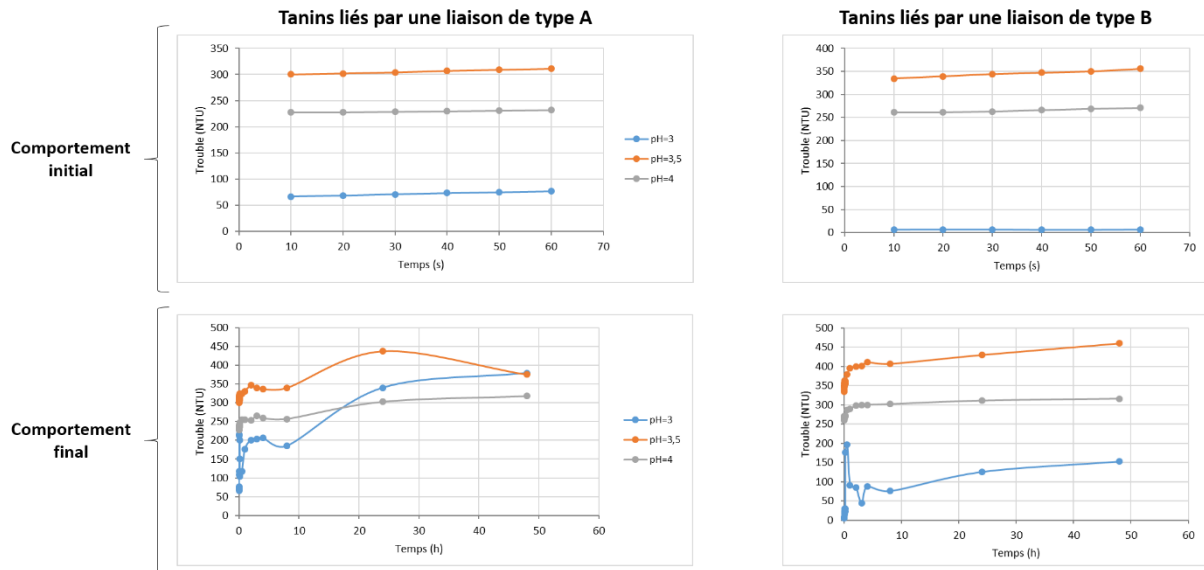 Tanins liés par une liaison de type A
Tanins liés par une liaison de type B
Comportement
initial
Trouble (NTU)
350
300
250
200
150
100
50
0
0 10 20 30 40 50 60 70
Temps (s)
pH=3
pH=3,5
pH=4
Trouble (NTU)
400
350
300
250
200
150
100
50
0
0 10 20 30 40 50 60 70
Temps (s)
Comportement
final
Trouble (NTU)
500
450
400
350
300
250
200
150
100
50
0
0 10 20 30 40 50 60
Temps (h)
pH=3
pH=3,5
pH=4
Trouble (NTU)
500
450
400
350
300
250
200
150
100
50
0
0 10 20 30 40 50 60
Temps (h)